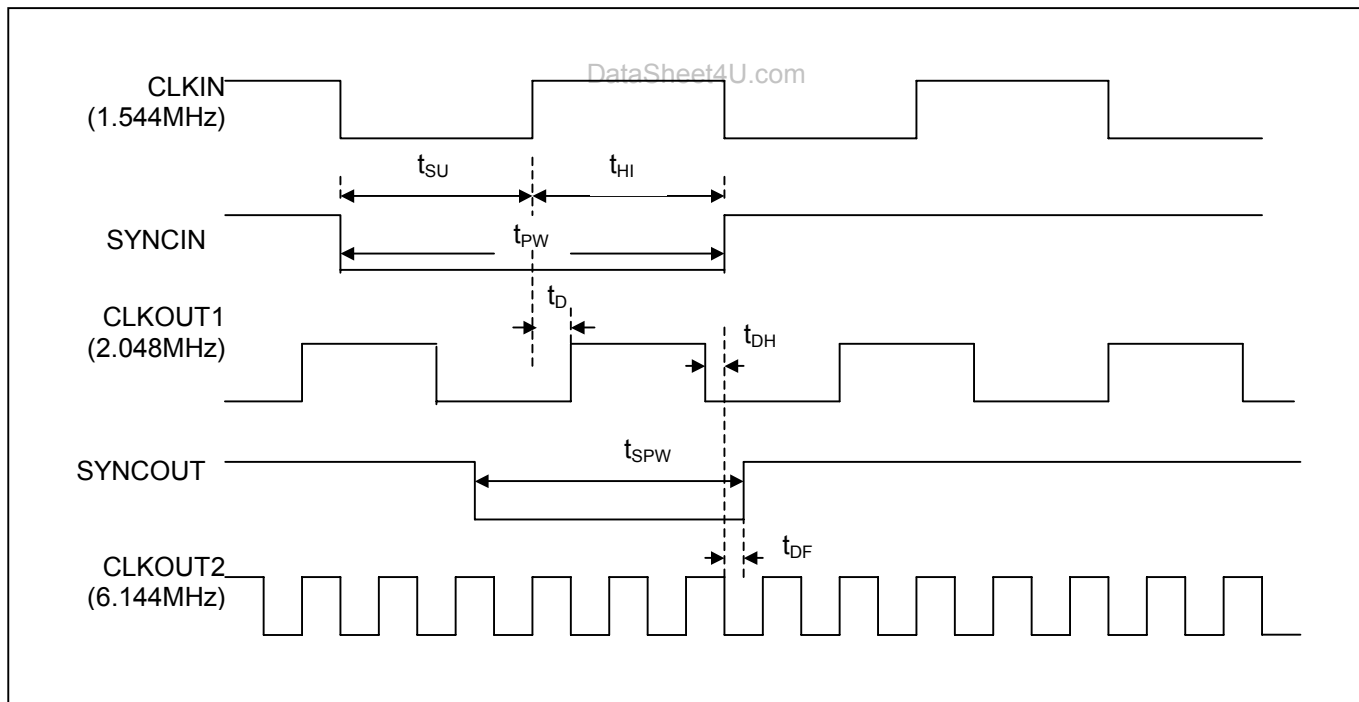 DataSheet4U.com
CLKIN
(1.544MHz)
tSU
tHI
SYNCIN
tPW
tD
CLKOUT1
(2.048MHz)
tDH
SYNCOUT
tSPW
tDF
CLKOUT2
(6.144MHz)